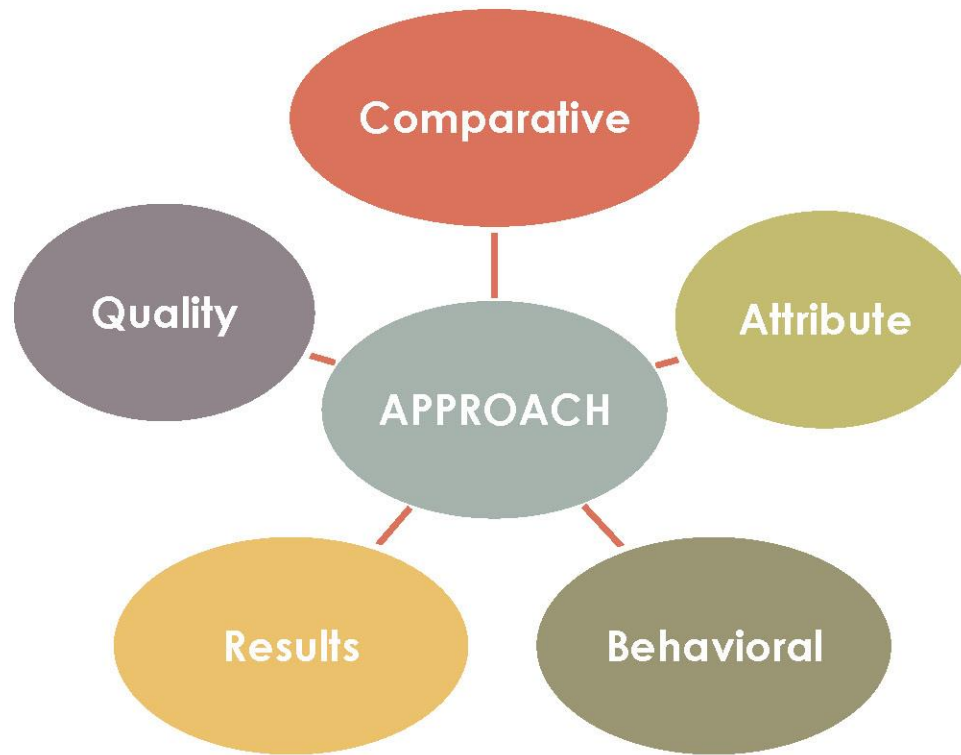 Comparative
Quality
Attribute
APPROACH
Results
Behavioral